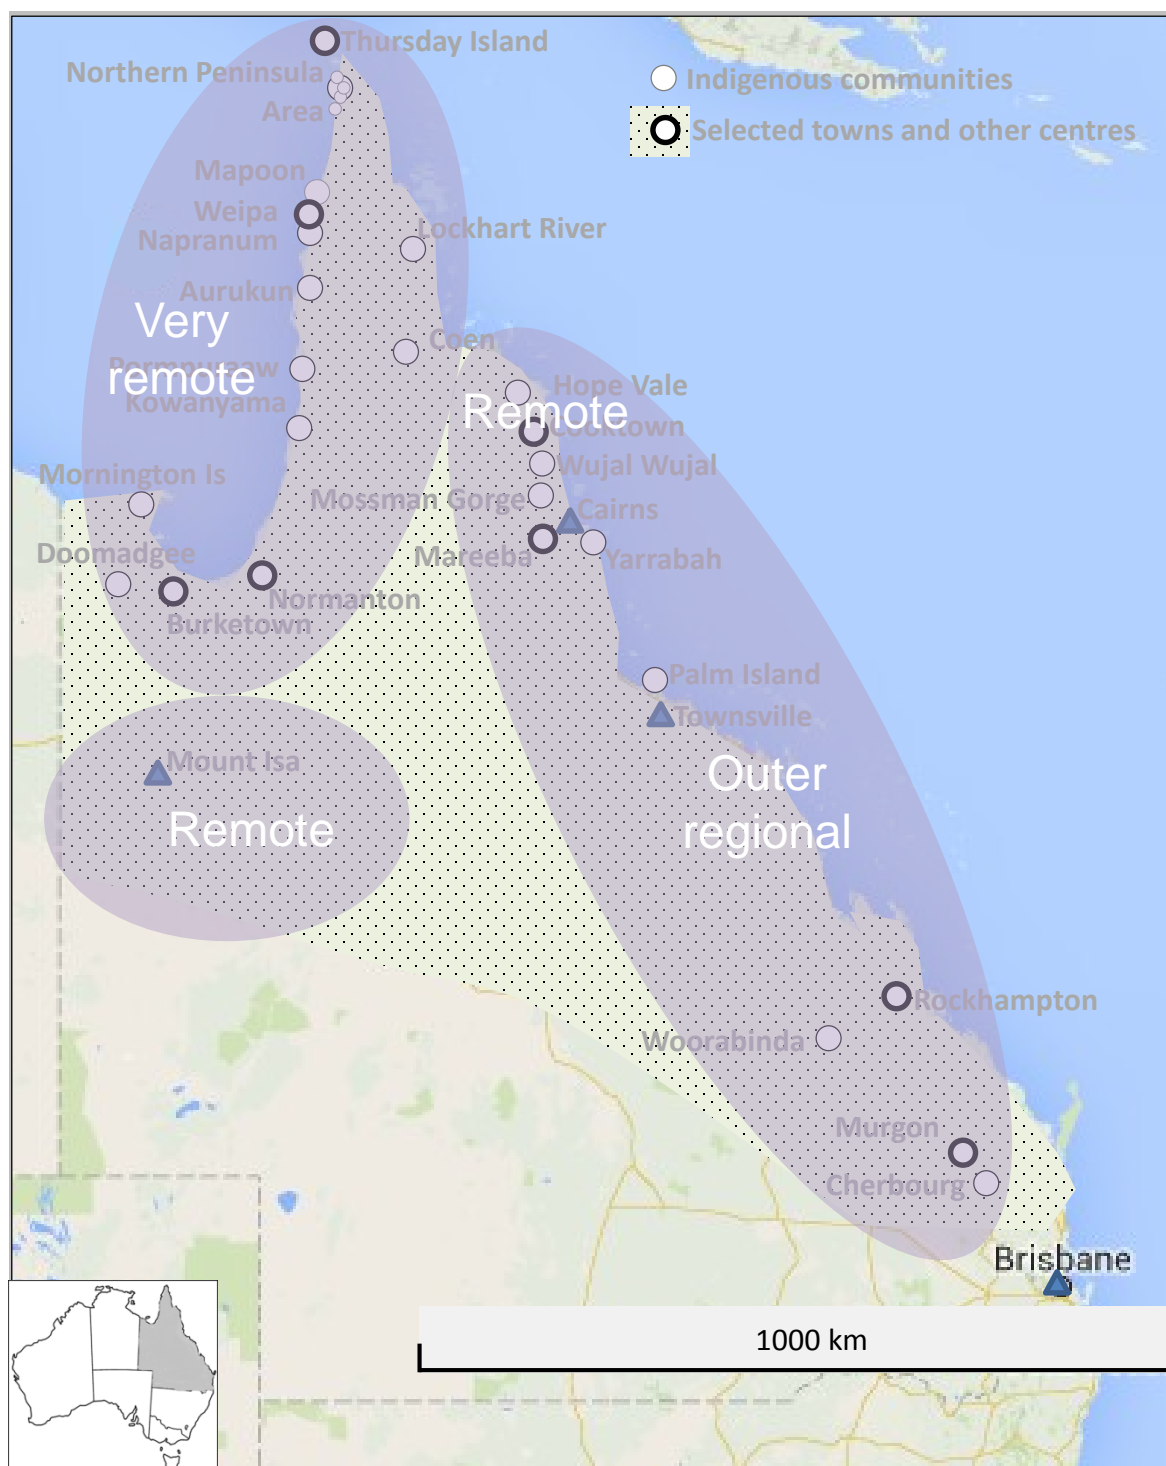 Thursday Island
Northern Peninsula
Area
Indigenous communities
Selected towns and other centres
Mapoon
Weipa
Napranum
Lockhart River
Aurukun
Very
remote
Coen
Pormpuraaw
Kowanyama
Hope Vale
Remote
Cooktown
Wujal Wujal
Mornington Is
Mossman Gorge
Cairns
Doomadgee
Mareeba
Yarrabah
Normanton
Burketown
Palm Island
Townsville
Mount Isa
Outer
regional
Remote
Rockhampton
Woorabinda
Murgon
Cherbourg
Brisbane
1000 km